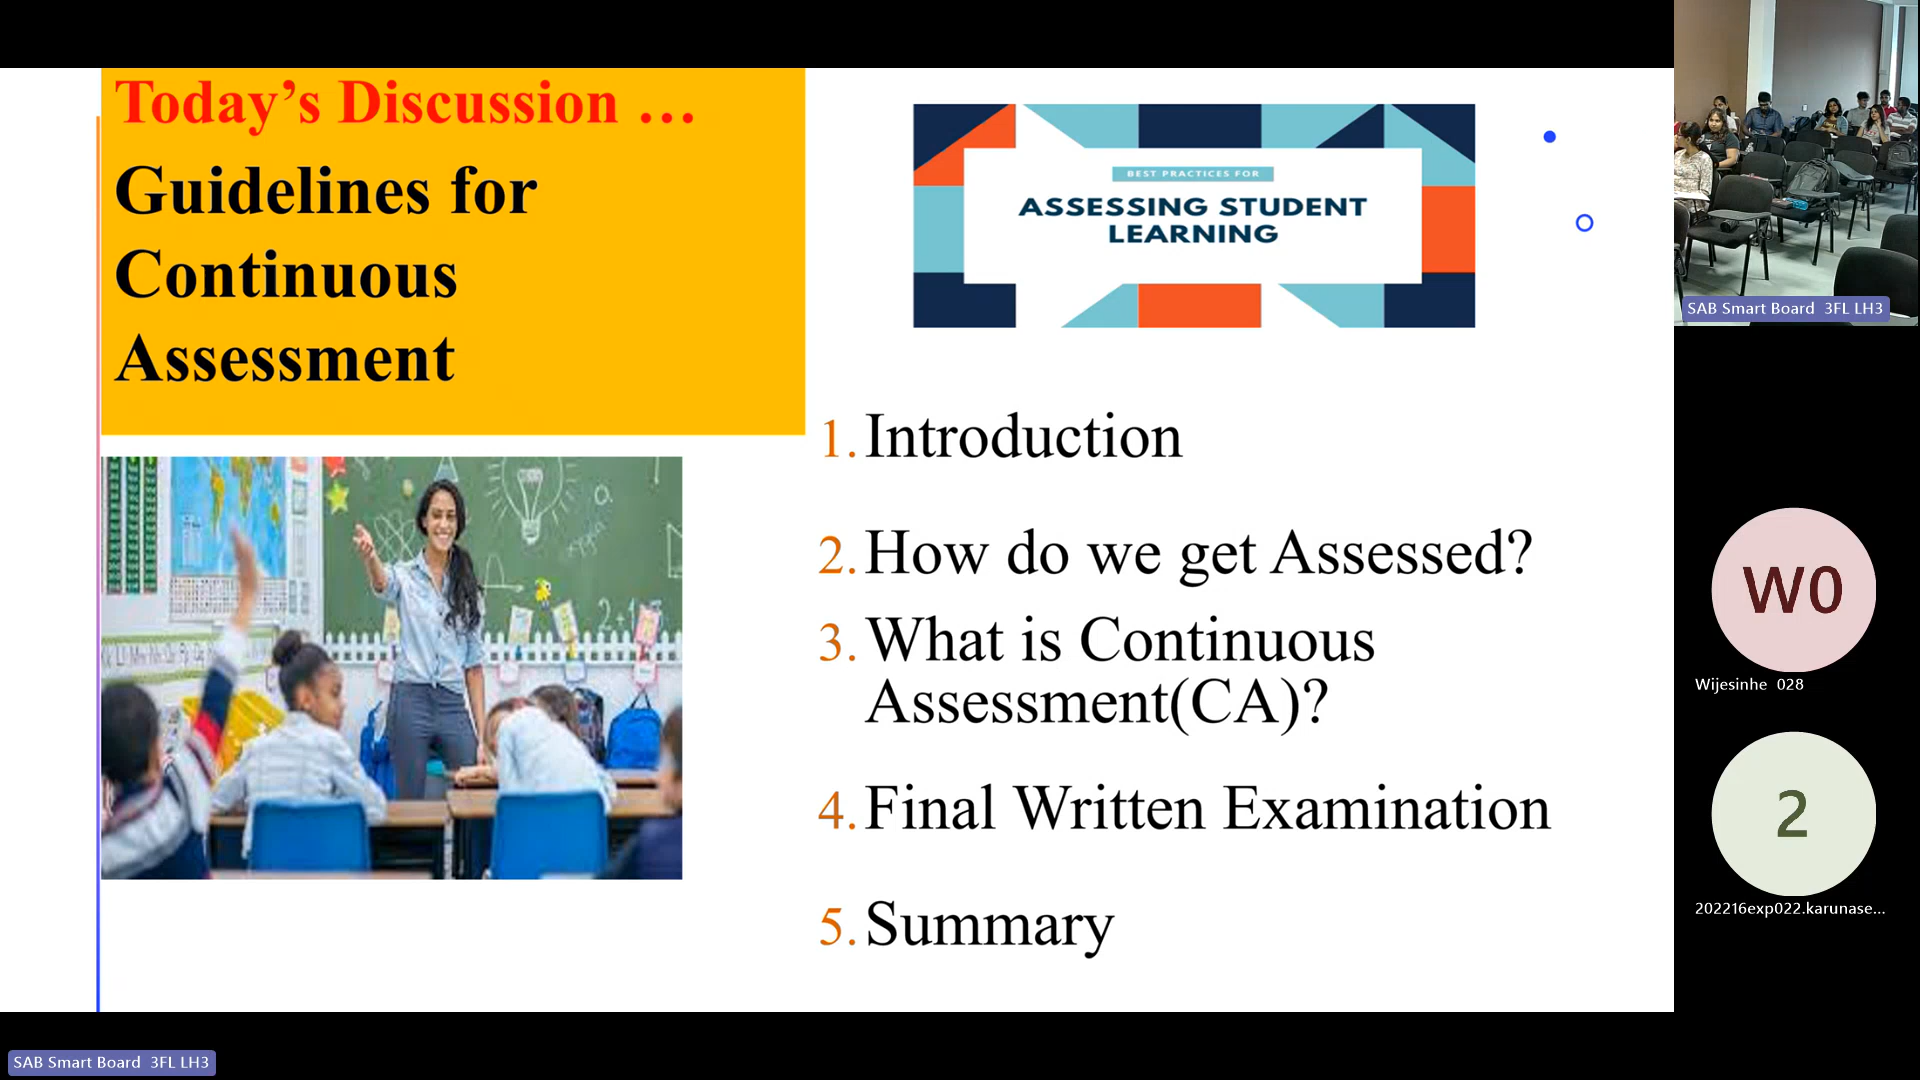 Today’s Discussion …
Guidelines for
Continuous
Assessment
BEST PRACTICES FOR
ASSESSING STUDENT
LEARNING
1. Introduction
2. How do we get Assessed?
3. What is Continuous
Assessment(CA)?
4. Final Written Examination
5. Summary
SAB Smart Board 3FL LH3
W0
Wijesinhe 028
2
202216exp022.karunase...
SAB Smart Board 3FL LH3